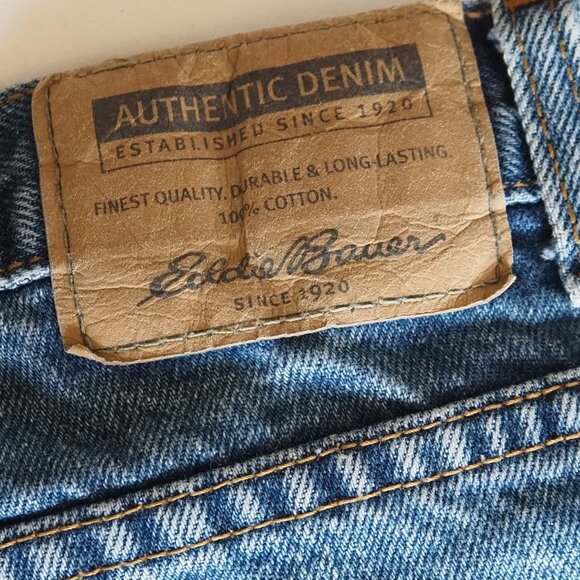 AUTHENTIC DENIM
ESTABLISHED SINCE 1920
FINEST QUALITY. DURABLE & LONG-LASTING.
100% COTTON.
Eddie Bauer
SINCE 1920